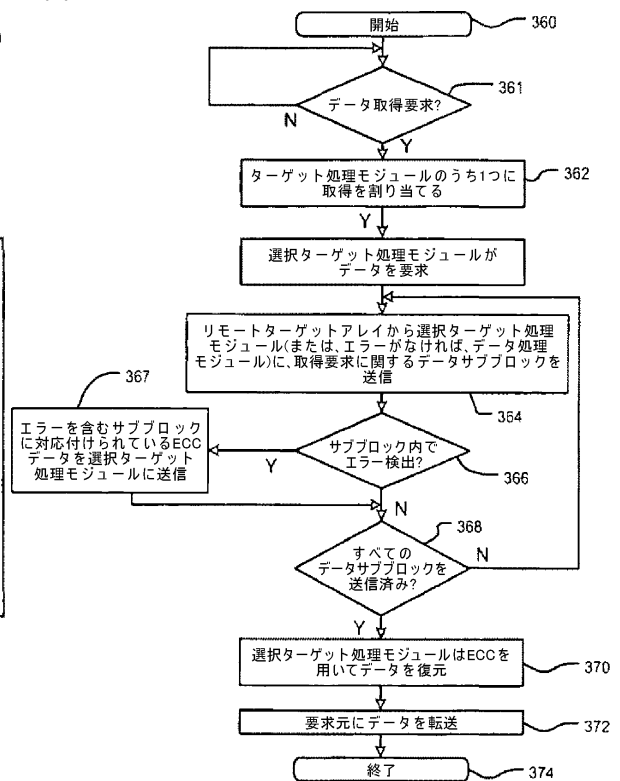 開始
360
データ取得要求?
361
N
Y
ターゲット処理モジュールのうち1つに
取得を割り当てる
362
Y
選択ターゲット処理モジュールが
データを要求
リモートターゲットアレイから選択ターゲット処理
モジュール(または、エラーがなければ、データ処理
モジュール)に、取得要求に関するデータサブブロックを
送信
364
367
エラーを含むサブブロック
に対応付けられているECC
データを選択ターゲット
処理モジュールに送信
サブブロック内で
エラー検出?
366
Y
N
368
すべての
データサブブロックを
送信済み?
N
Y
選択ターゲット処理モジュールはECCを
用いてデータを復元
370
要求元にデータを転送
372
終了
374